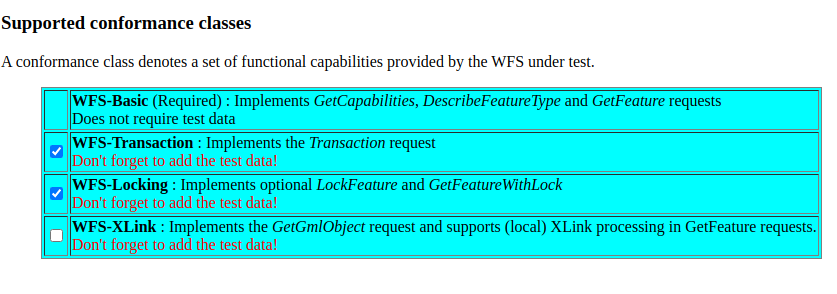 Supported conformance classes
A conformance class denotes a set of functional capabilities provided by the WFS under test.
WFS-Basic (Required) : Implements GetCapabilities, DescribeFeatureType and GetFeature requests
Does not require test data
WFS-Transaction : Implements the Transaction request
Don't forget to add the test data!
WFS-Locking : Implements optional LockFeature and GetFeatureWithLock
Don't forget to add the test data!
WFS-XLink : Implements the GetGmlObject request and supports (local) XLink processing in GetFeature requests.
Don't forget to add the test data!